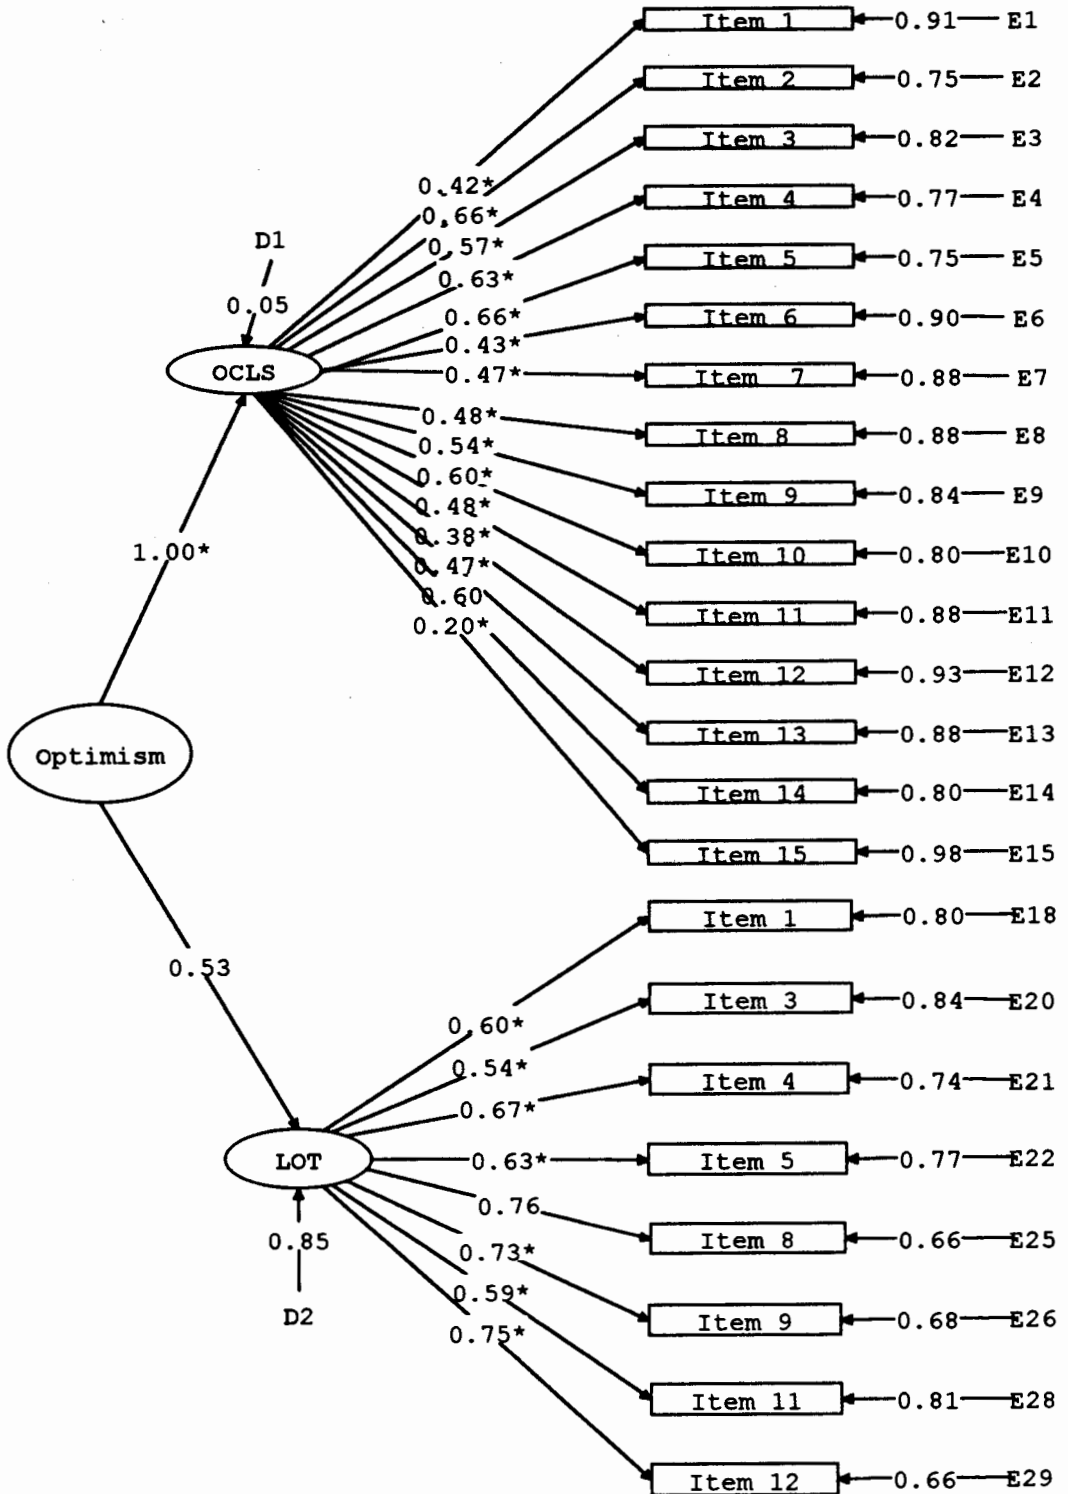 Item 1 0.91 E1
Item 2 0.75 E2
Item 3 0.82 E3
0.42*
Item 4 0.77 E4
0.66*
D1
0.57*
Item 5 0.75 E5
0.63*
0.05
0.66*
Item 6 0.90 E6
0.43*
OCLS
0.47*
Item 7 0.88 E7
0.48*
Item 8 0.88 E8
0.54*
0.60*
Item 9 0.84 E9
0.48*
0.38*
1.00*
Item 10 0.80 E10
0.47*
0.60
Item 11 0.88 E11
0.20*
Item 12 0.93 E12
Item 13 0.88 E13
Optimism
Item 14 0.80 E14
Item 15 0.98 E15
Item 1 0.80 E18
0.53
Item 3 0.84 E20
0.60*
0.54*
Item 4 0.74 E21
0.67*
LOT
0.63*
Item 5 0.77 E22
0.76
0.85
Item 8 0.66 E25
0.73*
0.59*
D2
Item 9 0.68 E26
0.75*
Item 11 0.81 E28
Item 12 0.66 E29